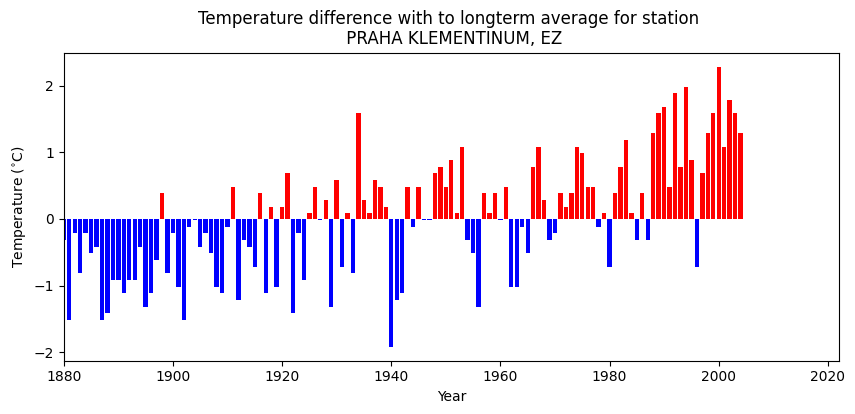 Temperature difference with to longterm average for station
PRAHA KLEMENTINUM, EZ
Temperature (°C)
2
1
0
−1
−2
1880 1900 1920 1940 1960 1980 2000 2020
Year